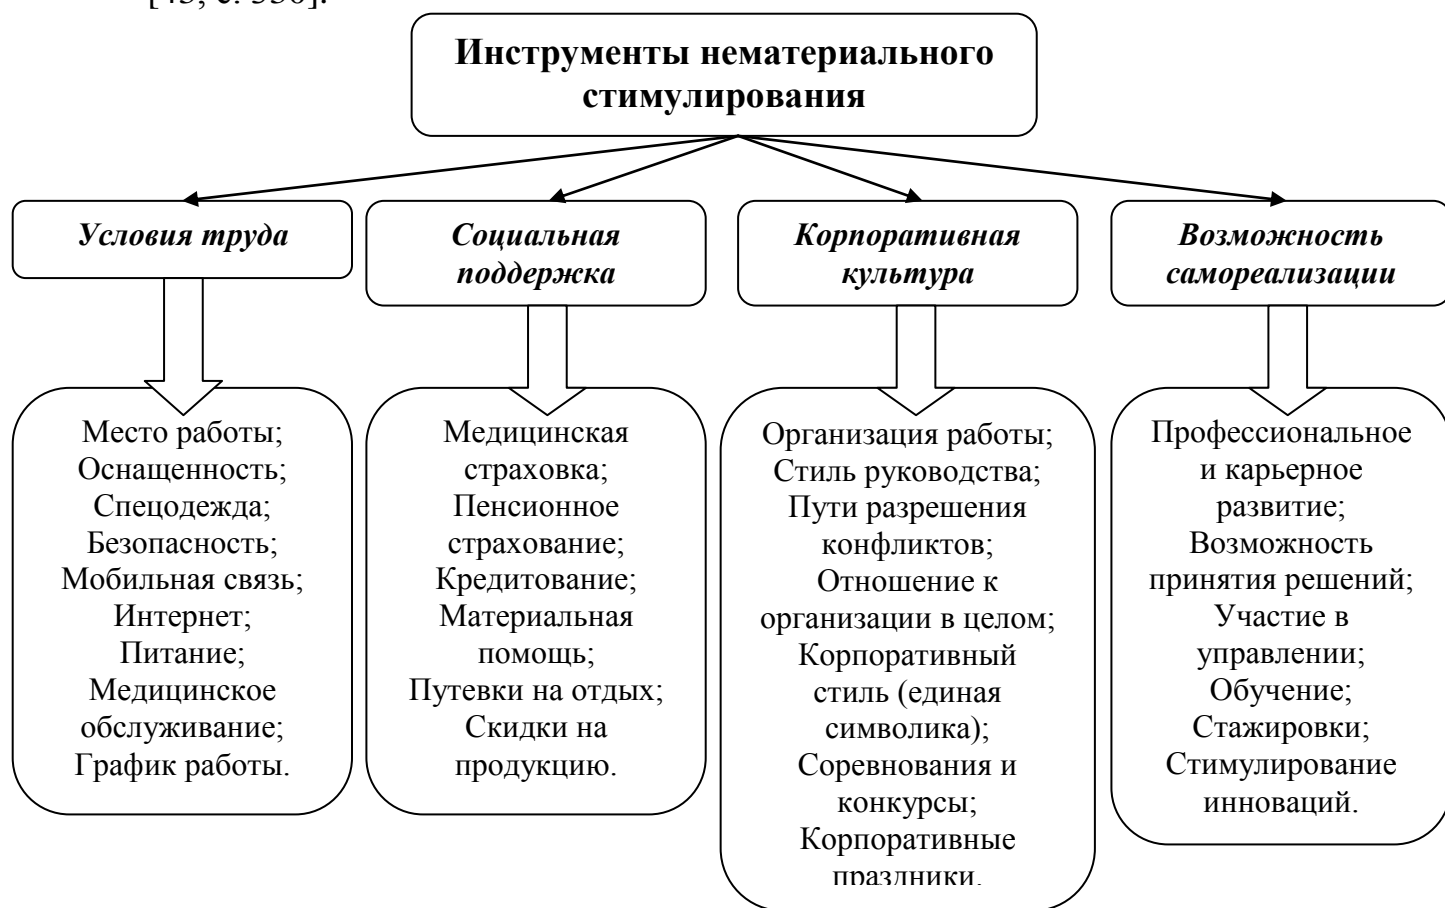 [43, с. 336].
Инструменты нематериального
стимулирования
Условия труда
Социальная
поддержка
Корпоративная
культура
Возможность
самореализации
Место работы;
Оснащенность;
Спецодежда;
Безопасность;
Мобильная связь;
Интернет;
Питание;
Медицинское
обслуживание;
График работы.
Медицинская
страховка;
Пенсионное
страхование;
Кредитование;
Материальная
помощь;
Путевки на отдых;
Скидки на
продукцию.
Организация работы;
Стиль руководства;
Пути разрешения
конфликтов;
Отношение к
организации в целом;
Корпоративный
стиль (единая
символика);
Соревнования и
конкурсы;
Корпоративные
праздники.
Профессиональное
и карьерное
развитие;
Возможность
принятия решений;
Участие в
управлении;
Обучение;
Стажировки;
Стимулирование
инноваций.